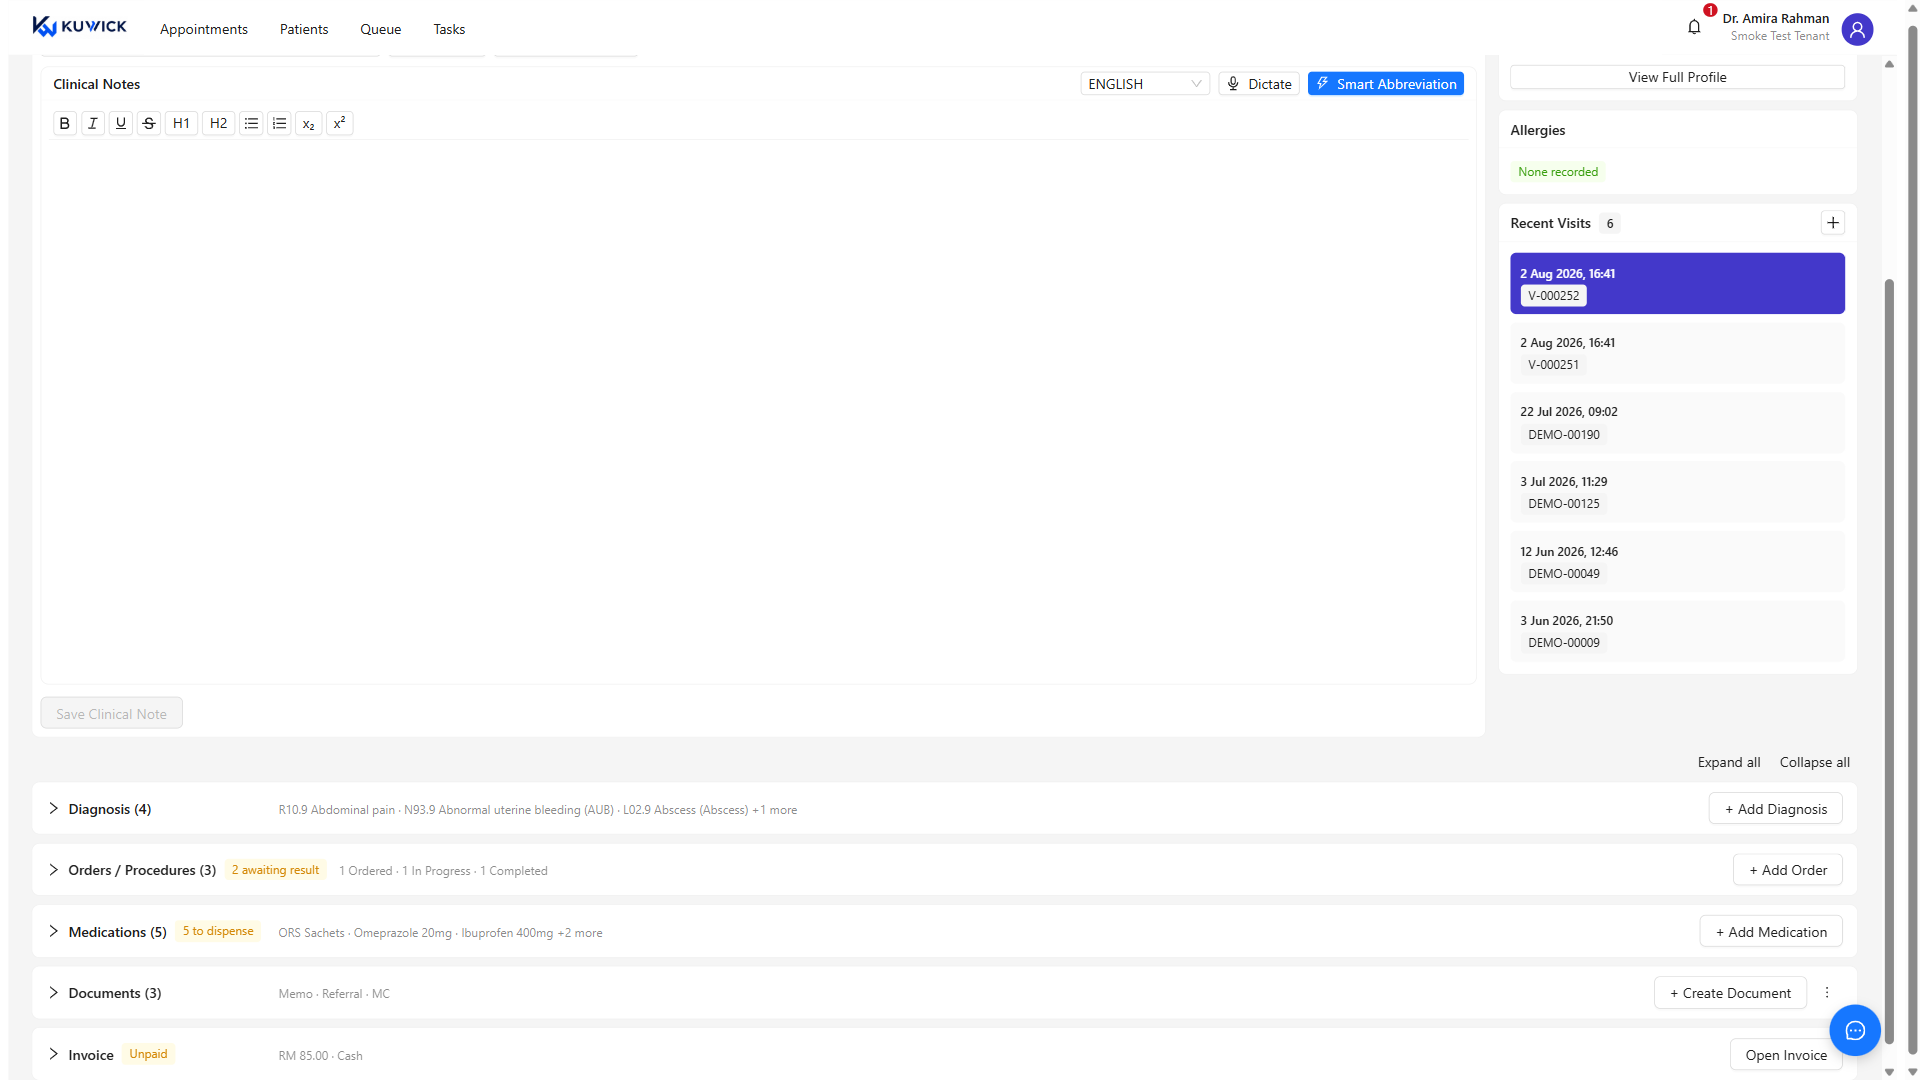 KUWICK
Appointments
Patients
Queue
Tasks
1
Dr. Amira Rahman
Smoke Test Tenant
Clinical Notes
ENGLISH
Dictate
Smart Abbreviation
B I U S H1 H2 x₂ x²
Save Clinical Note
View Full Profile
Allergies
None recorded
Recent Visits 6
2 Aug 2026, 16:41
V-000252
2 Aug 2026, 16:41
V-000251
22 Jul 2026, 09:02
DEMO-00190
3 Jul 2026, 11:29
DEMO-00125
12 Jun 2026, 12:46
DEMO-00049
3 Jun 2026, 21:50
DEMO-00009
Expand all Collapse all
Diagnosis (4) R10.9 Abdominal pain · N93.9 Abnormal uterine bleeding (AUB) · L02.9 Abscess (Abscess) +1 more + Add Diagnosis
Orders / Procedures (3) 2 awaiting result 1 Ordered · 1 In Progress · 1 Completed + Add Order
Medications (5) 5 to dispense ORS Sachets · Omeprazole 20mg · Ibuprofen 400mg +2 more + Add Medication
Documents (3) Memo · Referral · MC + Create Document
Invoice Unpaid RM 85.00 · Cash Open Invoice